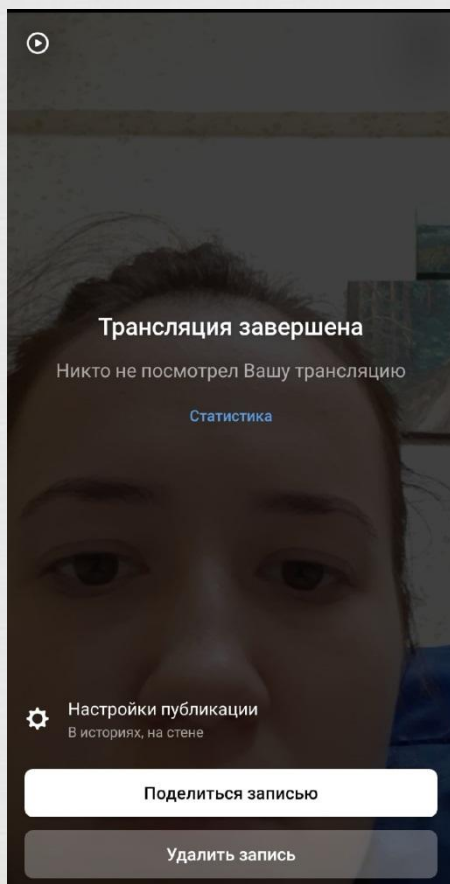 Трансляция завершена
Никто не посмотрел Вашу трансляцию
Статистика
Настройки публикации
В историях, на стене
Поделиться записью
Удалить запись